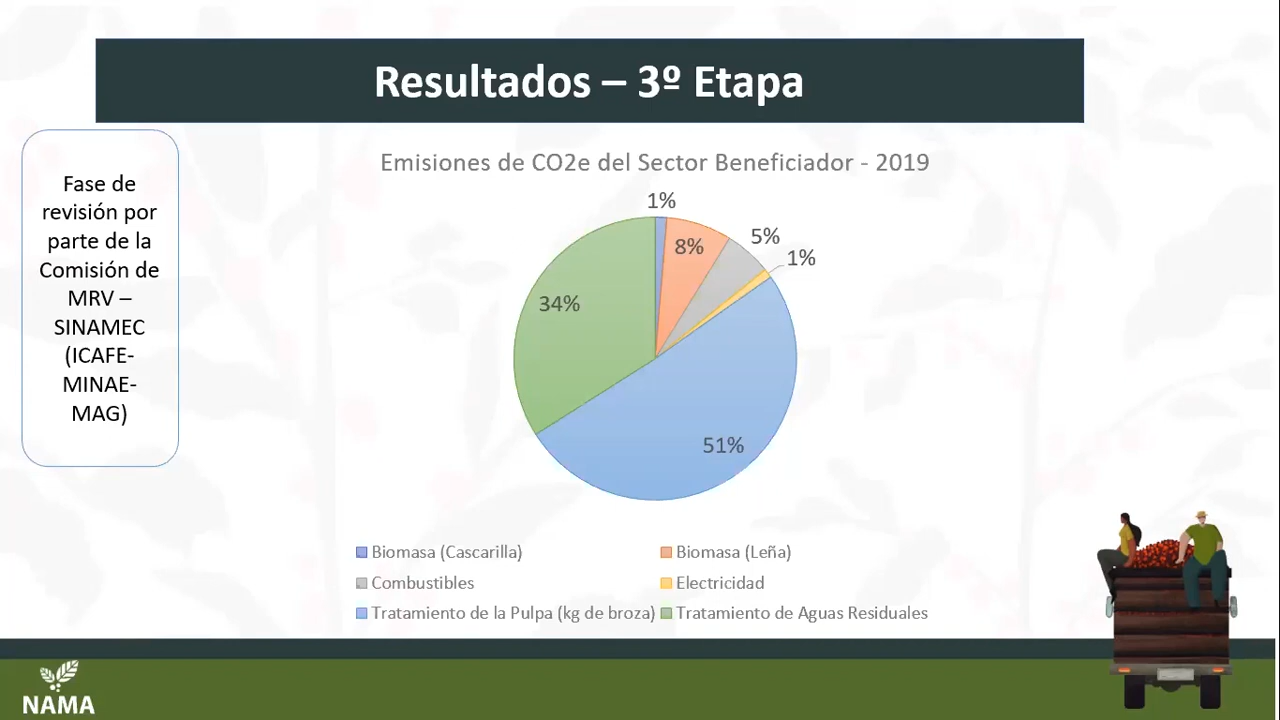 Resultados – 3º Etapa
Fase de
revisión por
parte de la
Comisión de
MRV –
SINAMEC
(ICAFE-
MINAE-
MAG)
Emisiones de CO2e del Sector Beneficiador - 2019
1%
8%
5%
1%
34%
51%
Biomasa (Cascarilla)
Biomasa (Leña)
Combustibles
Electricidad
Tratamiento de la Pulpa (kg de broza)
Tratamiento de Aguas Residuales
NAMA